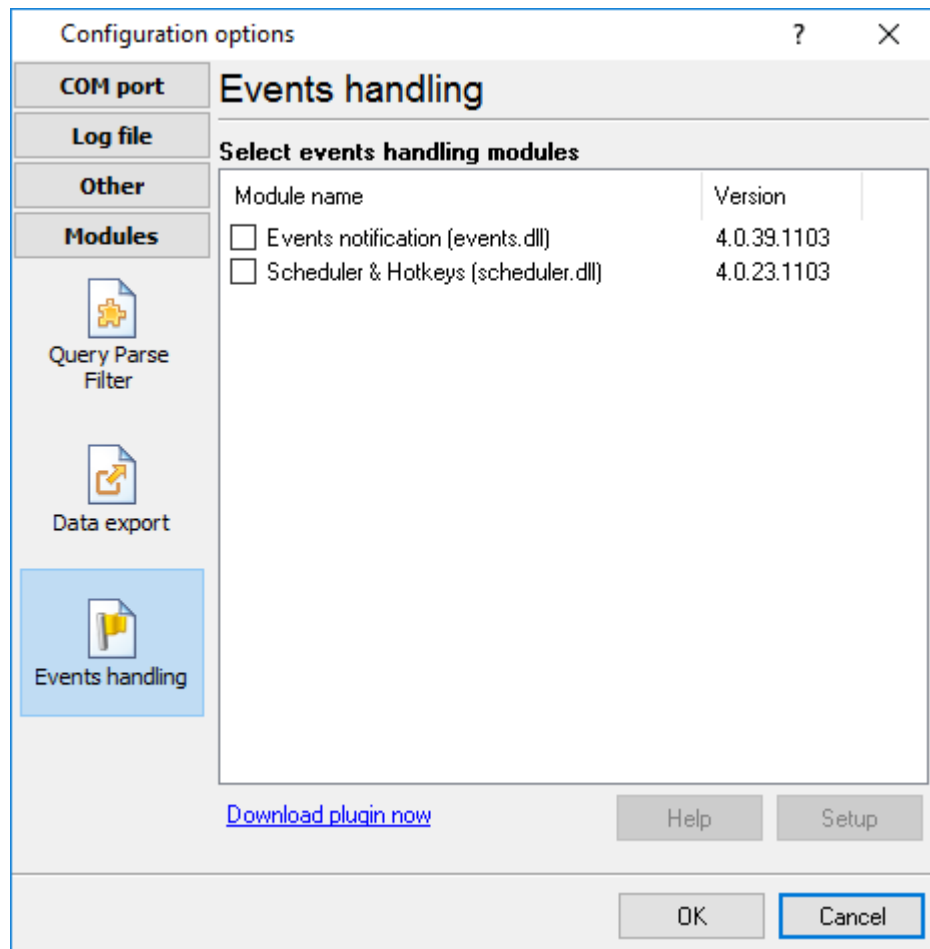 Configuration options ?
COM port
Log file
Other
Modules
Query Parse
Filter
Data export
Events handling
Events handling
Select events handling modules
Module name Version
Events notification (events.dll) 4.0.39.1103
Scheduler & Hotkeys (scheduler.dll) 4.0.23.1103
Download plugin now
Help Setup
OK Cancel